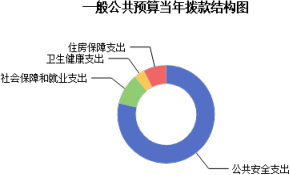 一般公共预算当年拨款结构图
住房保障支出
卫生健康支出
社会保障和就业支出
公共安全支出